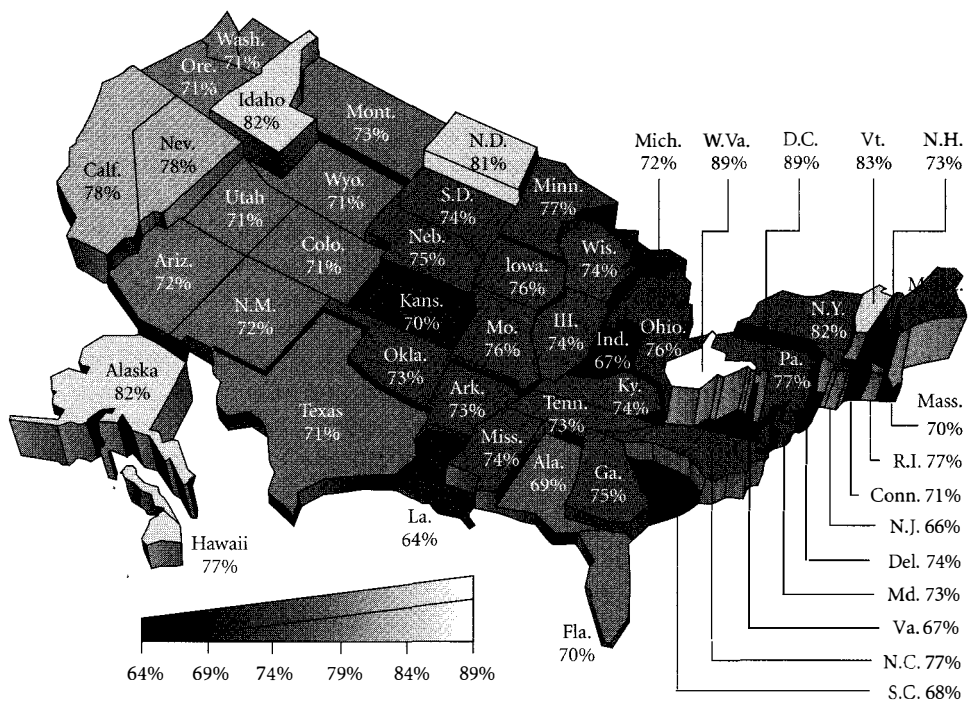 Wash.
71%
Ore.
71%
Idaho
82%
Mont.
73%
N.D.
81%
Mich.
72%
W.Va.
89%
D.C.
89%
Vt.
83%
N.H.
73%
Calf.
78%
Nev.
78%
Utah
71%
Wyo.
71%
S.D.
74%
Minn.
77%
Ariz.
72%
Colo.
71%
Neb.
75%
Iowa.
76%
Wis.
74%
N.M.
72%
Kans.
70%
Mo.
76%
Ill.
74%
Ind.
67%
Ohio.
76%
N.Y.
82%
Pa.
77%
Alaska
82%
Texas
71%
Okla.
73%
Ark.
73%
Ky.
74%
Tenn.
73%
Miss.
74%
Ala.
69%
Ga.
75%
La.
64%
Mass.
70%
R.I. 77%
Conn. 71%
N.J. 66%
Del. 74%
Md. 73%
Va. 67%
N.C. 77%
S.C. 68%
Hawaii
77%
Fla.
70%
64% 69% 74% 79% 84% 89%